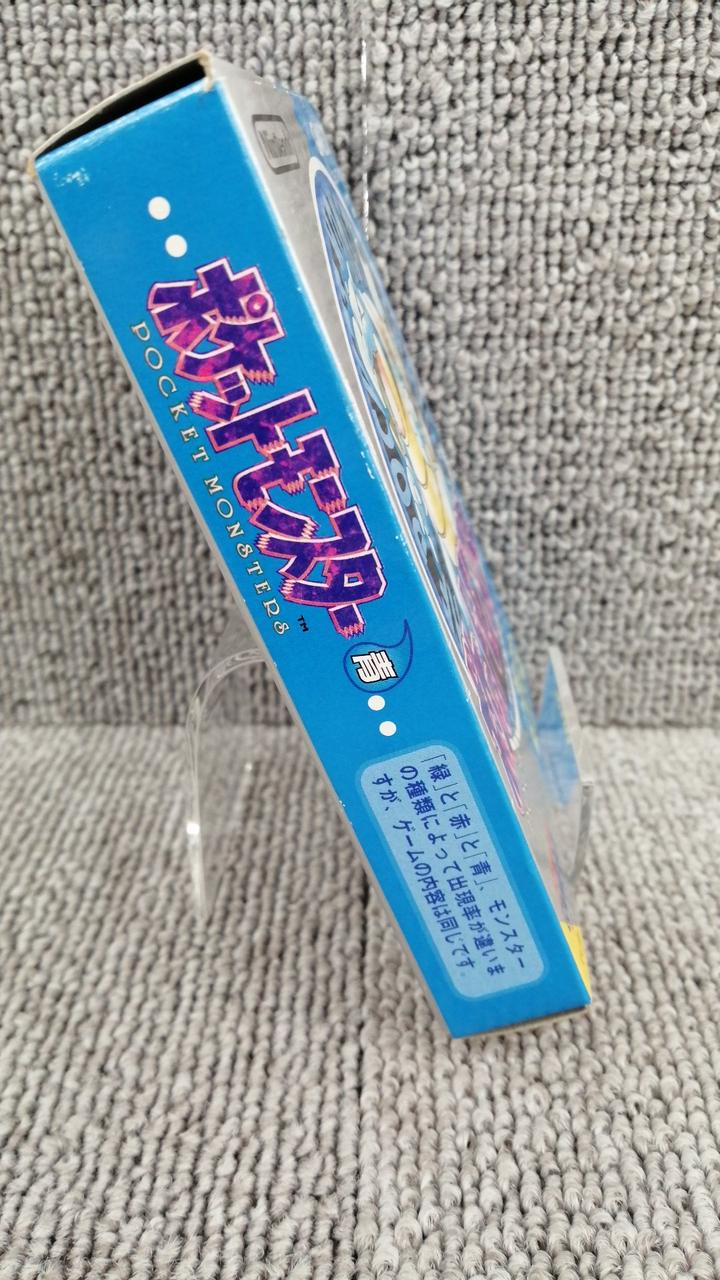 ポケットモンスター
POCKET MONSTERS
TM
青
「緑」と「赤」と「青」、モンスター
の種類によって出現率が違いま
すが、ゲームの内容は同じです。